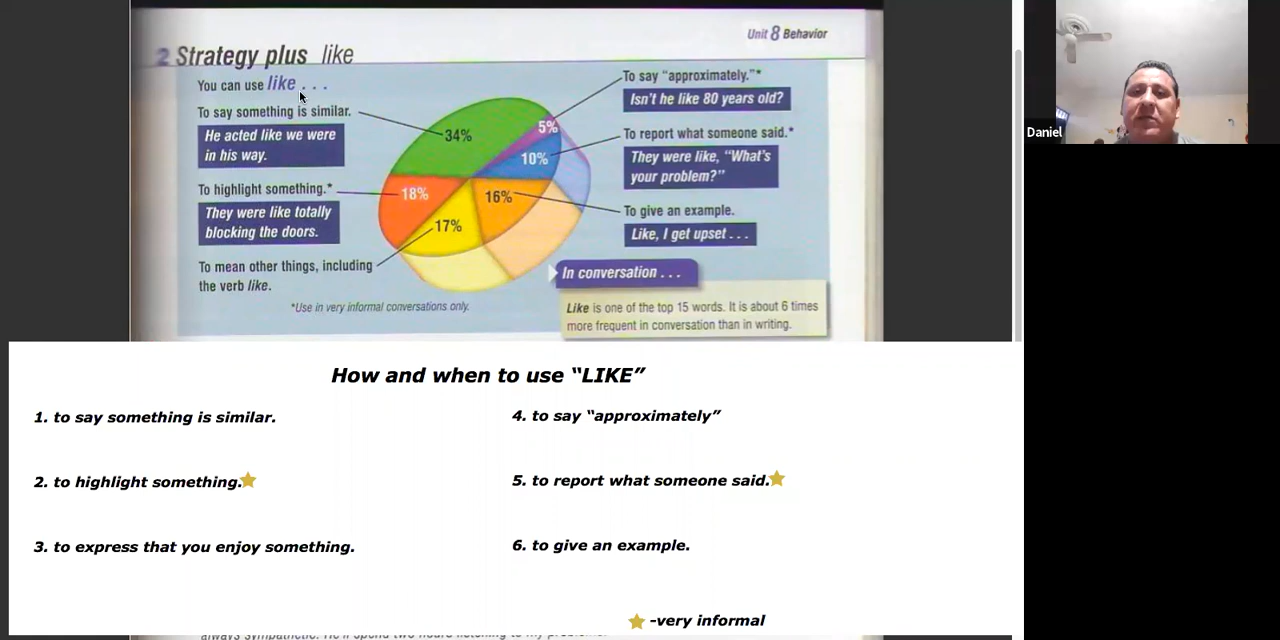 Unit 8 Behavior
2 Strategy plus like
You can use like . . .
To say something is similar.
He acted like we were
in his way.
To highlight something.*
They were like totally
blocking the doors.
To mean other things, including
the verb like.
*Use in very informal conversations only.
34%
5%
10%
18%
16%
17%
To say "approximately."*
Isn't he like 80 years old?
To report what someone said.*
They were like, "What's
your problem?"
To give an example.
Like, I get upset . . .
In conversation . . .
Like is one of the top 15 words. It is about 6 times
more frequent in conversation than in writing.
How and when to use “LIKE”
1. to say something is similar.
2. to highlight something.
3. to express that you enjoy something.
4. to say “approximately”
5. to report what someone said.
6. to give an example.
-very informal
Daniel